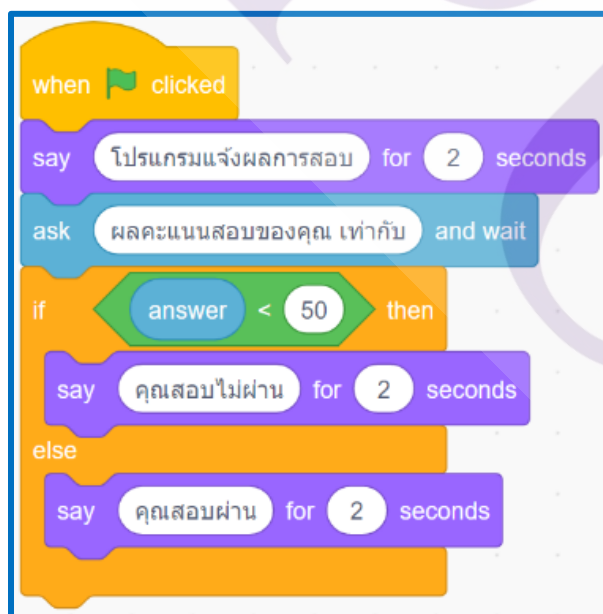 when clicked
say โปรแกรมแจ้งผลการสอบ for 2 seconds
ask ผลคะแนนสอบของคุณ เท่ากับ and wait
if answer < 50 then
say คุณสอบไม่ผ่าน for 2 seconds
else
say คุณสอบผ่าน for 2 seconds